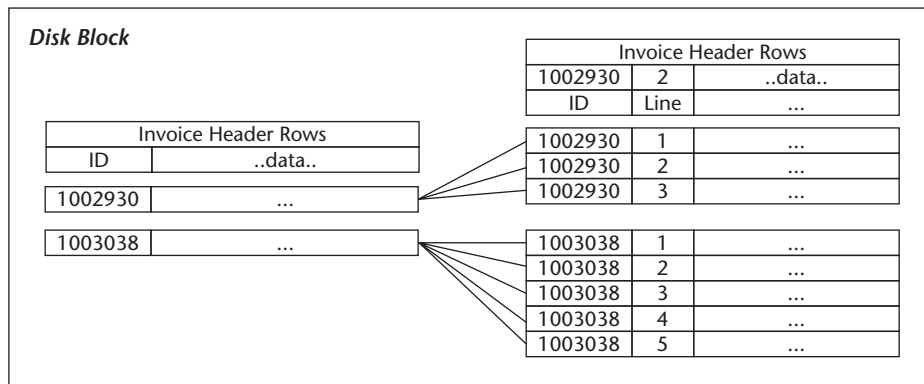 Disk Block
Invoice Header Rows
ID ..data..
1002930 ...
1003038 ...
Invoice Header Rows
1002930 2 ..data..
ID Line ...
1002930 1 ...
1002930 2 ...
1002930 3 ...
1003038 1 ...
1003038 2 ...
1003038 3 ...
1003038 4 ...
1003038 5 ...